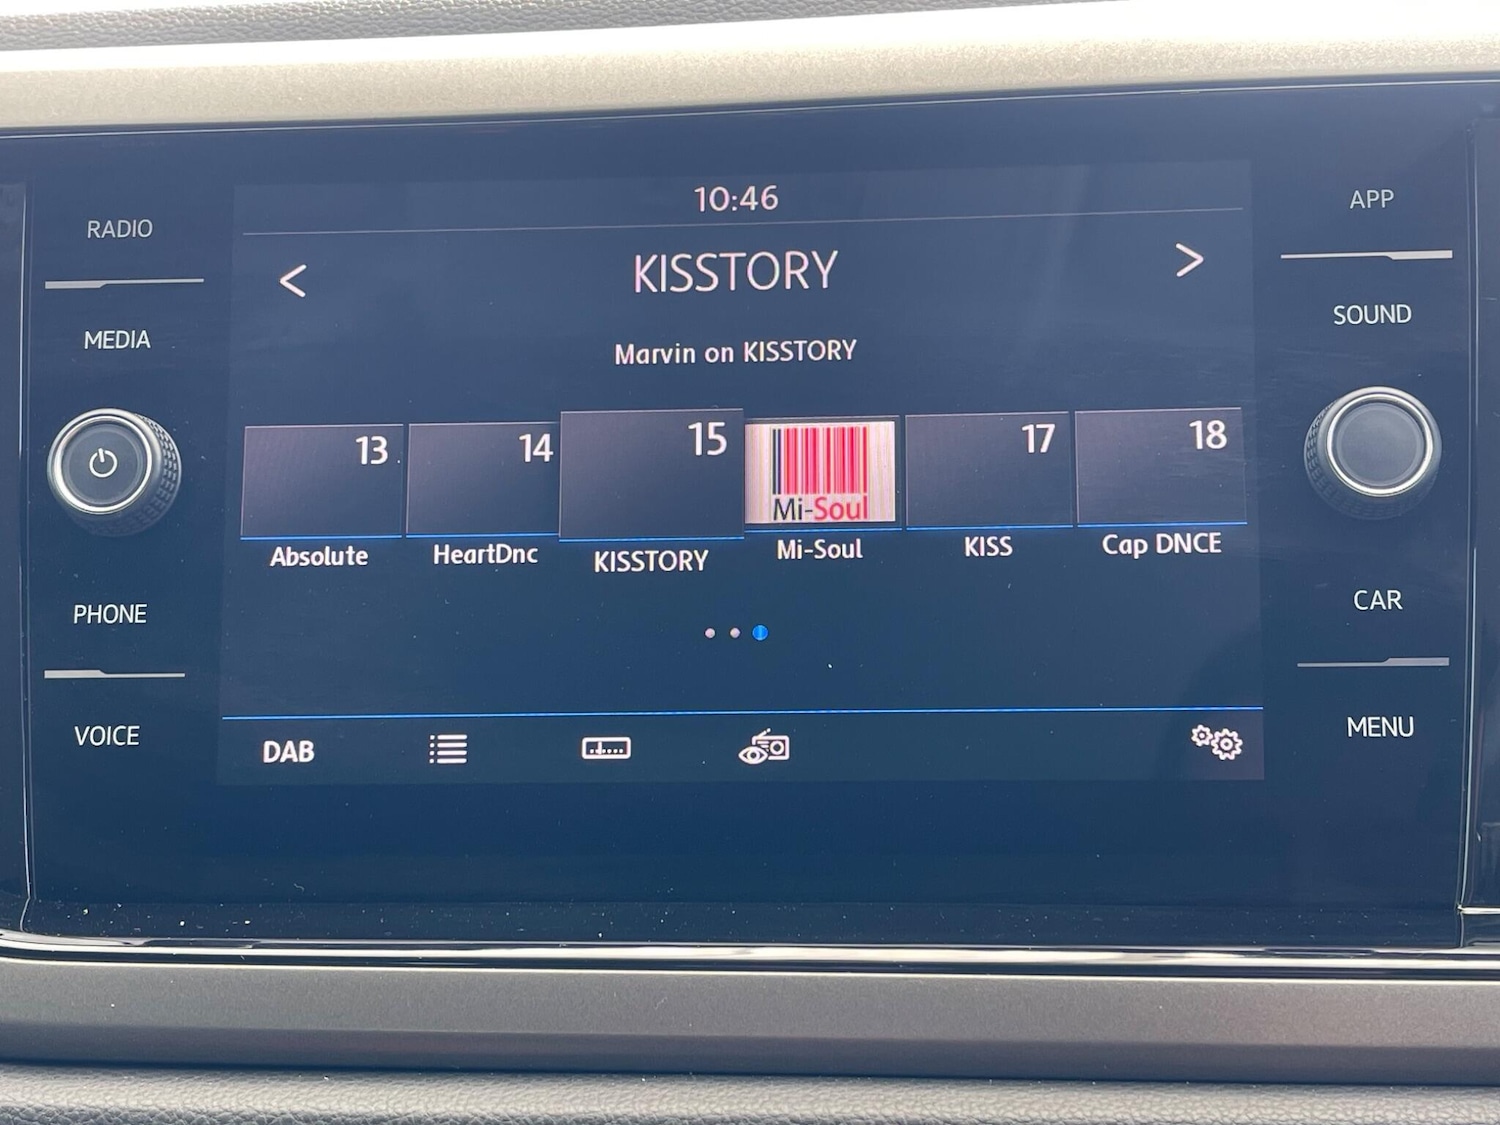 10:46
RADIO
APP
KISSTORY
MEDIA
SOUND
Marvin on KISSTORY
13
14
15
Mi-Soul
17
18
Absolute
HeartDnc
KISSTORY
Mi-Soul
KISS
Cap DNCE
PHONE
CAR
VOICE
MENU
DAB